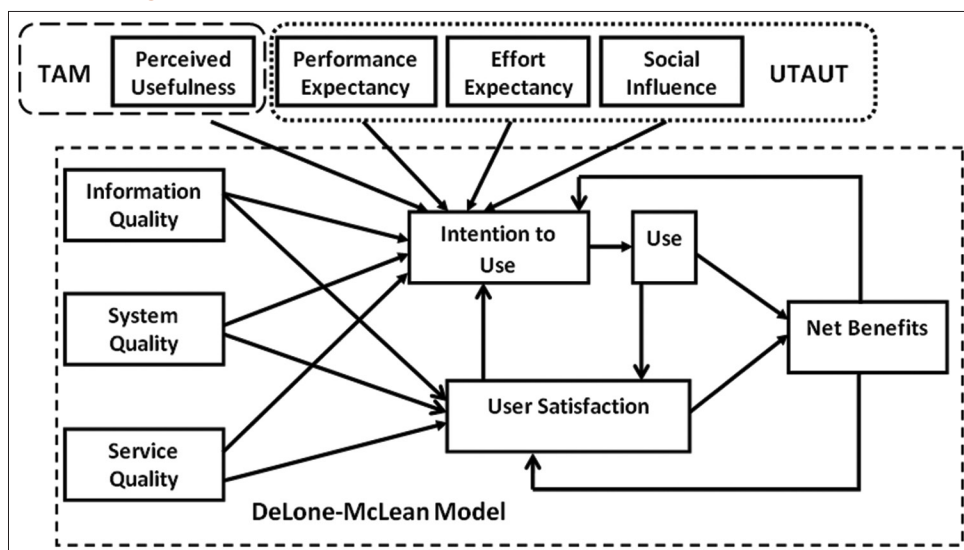 TAM
Perceived
Usefulness
Performance
Expectancy
Effort
Expectancy
Social
Influence
UTAUT
Information
Quality
System
Quality
Service
Quality
Intention to
Use
Use
User Satisfaction
Net Benefits
DeLone-McLean Model